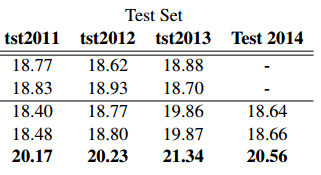 Test Set
tst2011 tst2012 tst2013 Test 2014
18.77 18.62 18.88 -
18.83 18.93 18.70 -
18.40 18.77 19.86 18.64
18.48 18.80 19.87 18.66
20.17 20.23 21.34 20.56